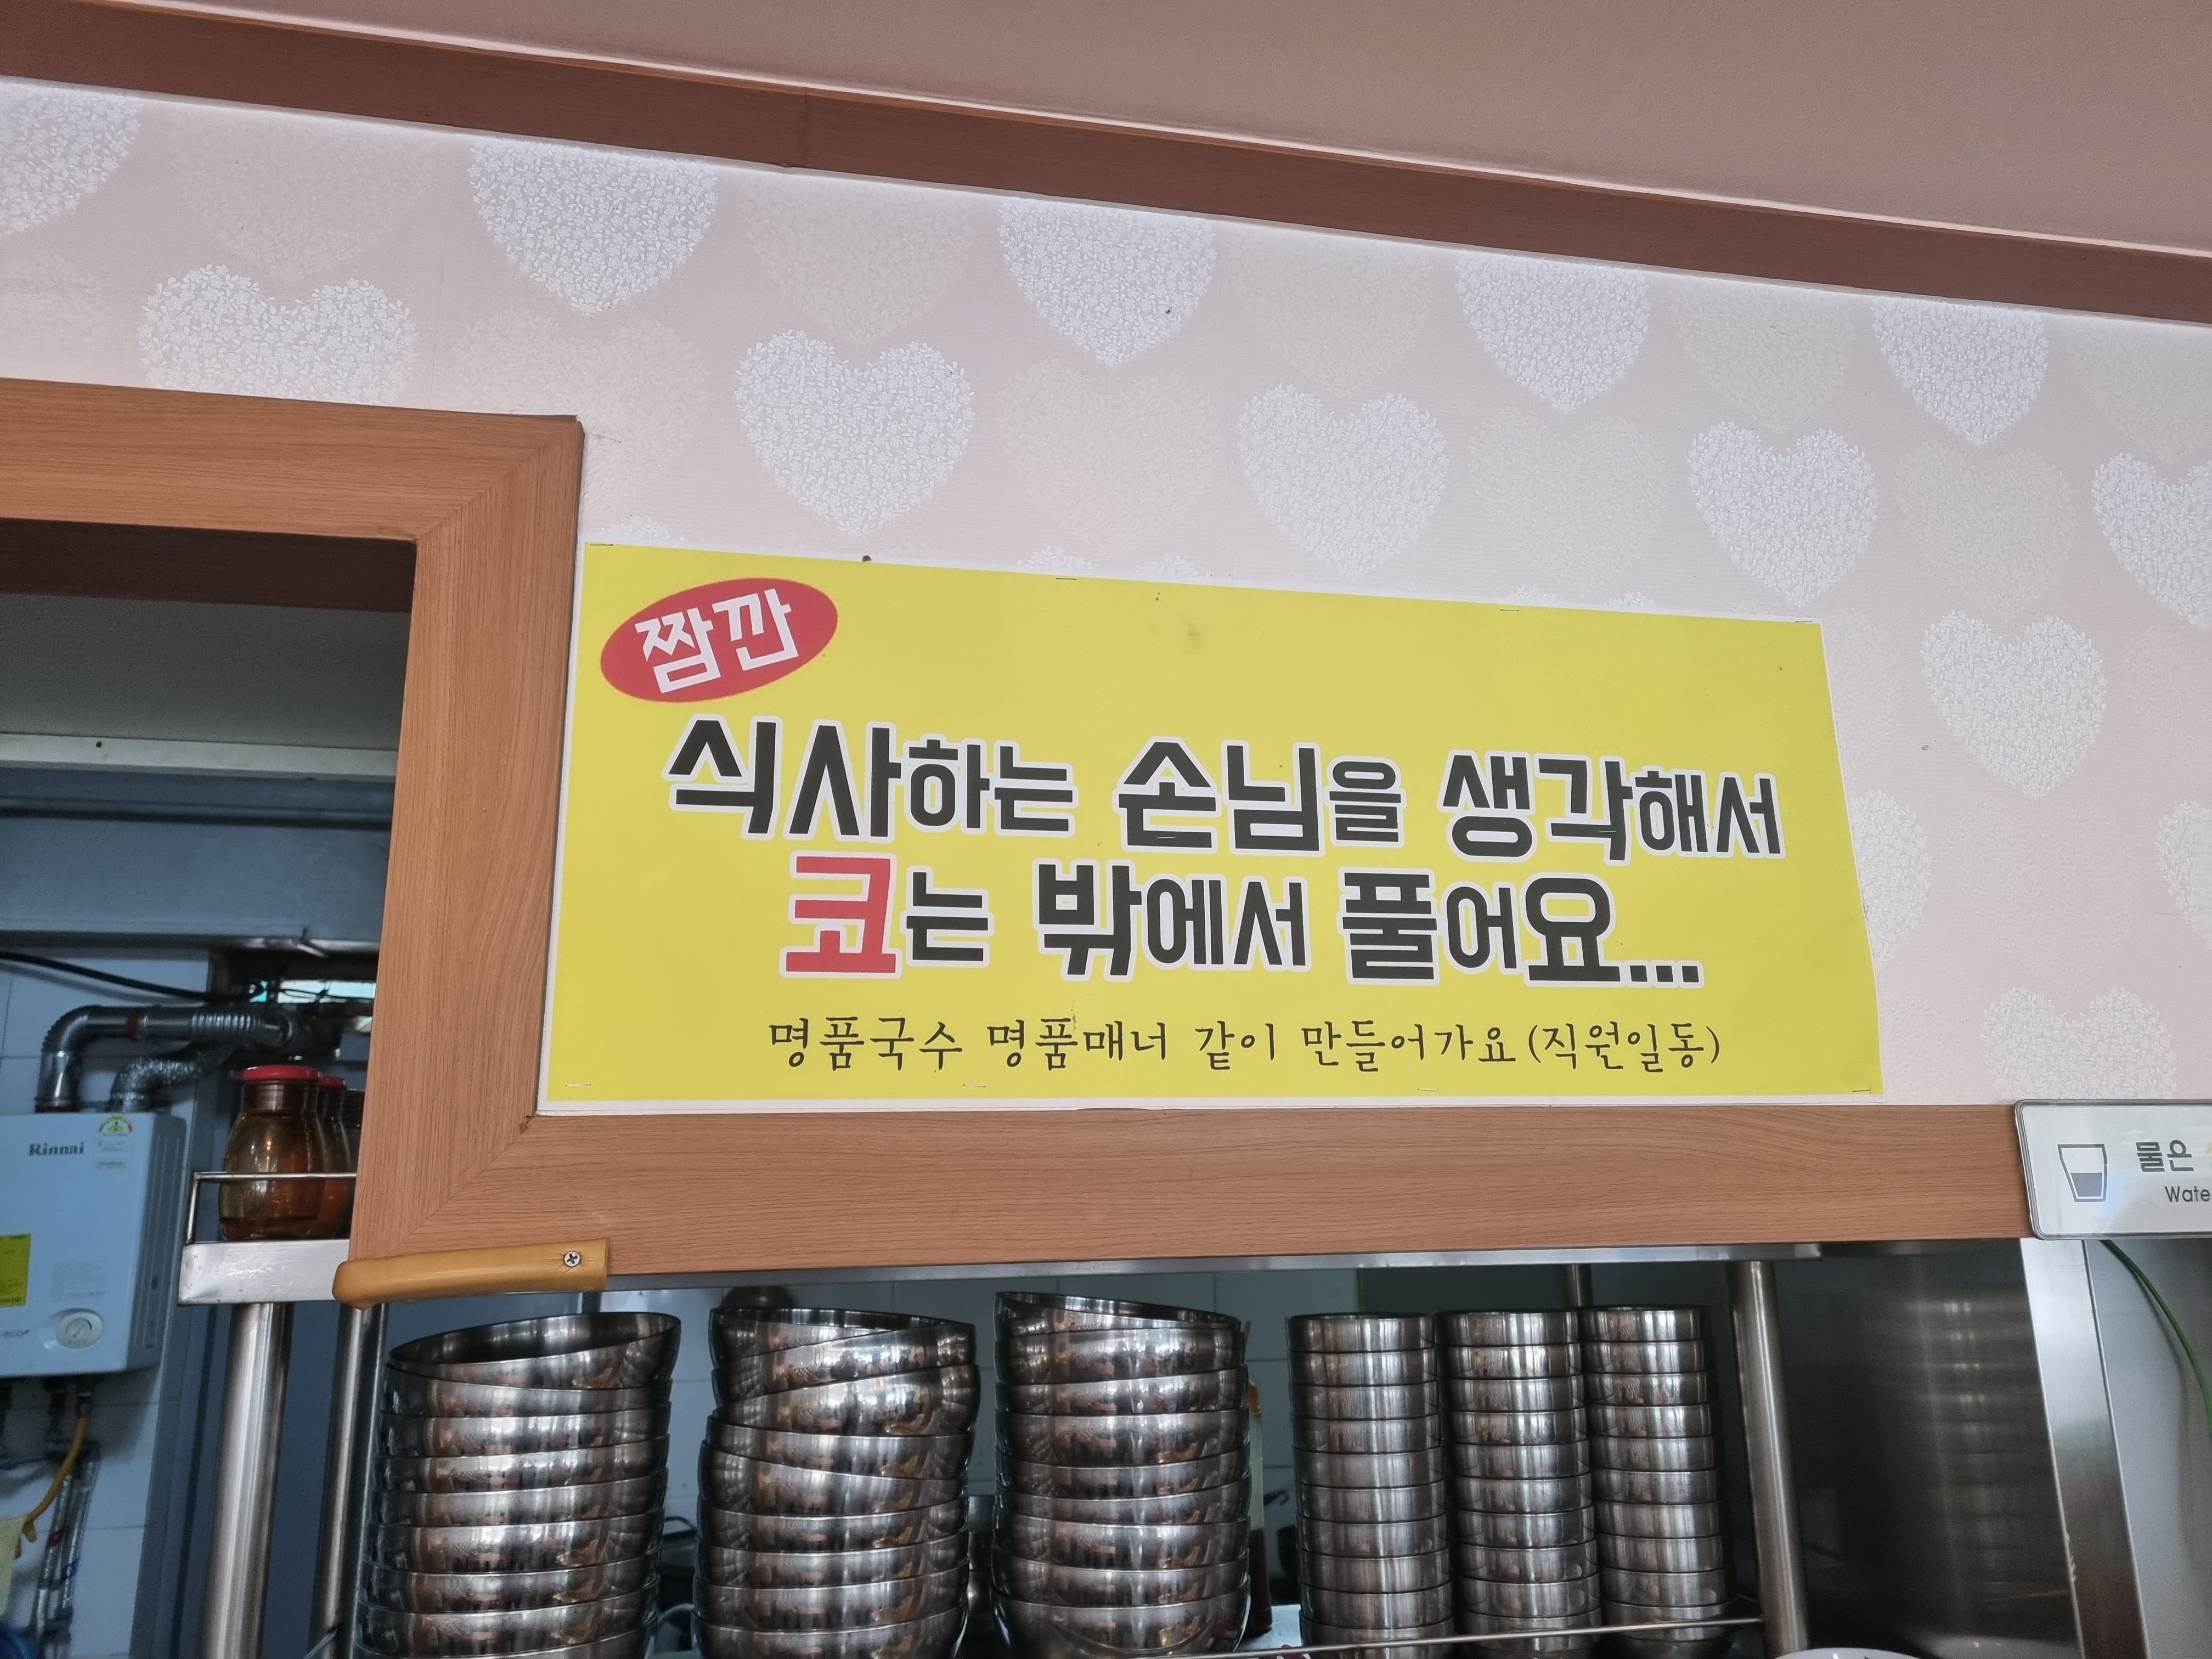 짬깐
식사하는 손님을 생각해서
코는 밖에서 풀어요...
명품국수 명품매너 같이 만들어가요(직원일동)
Rinnai
eco
물은